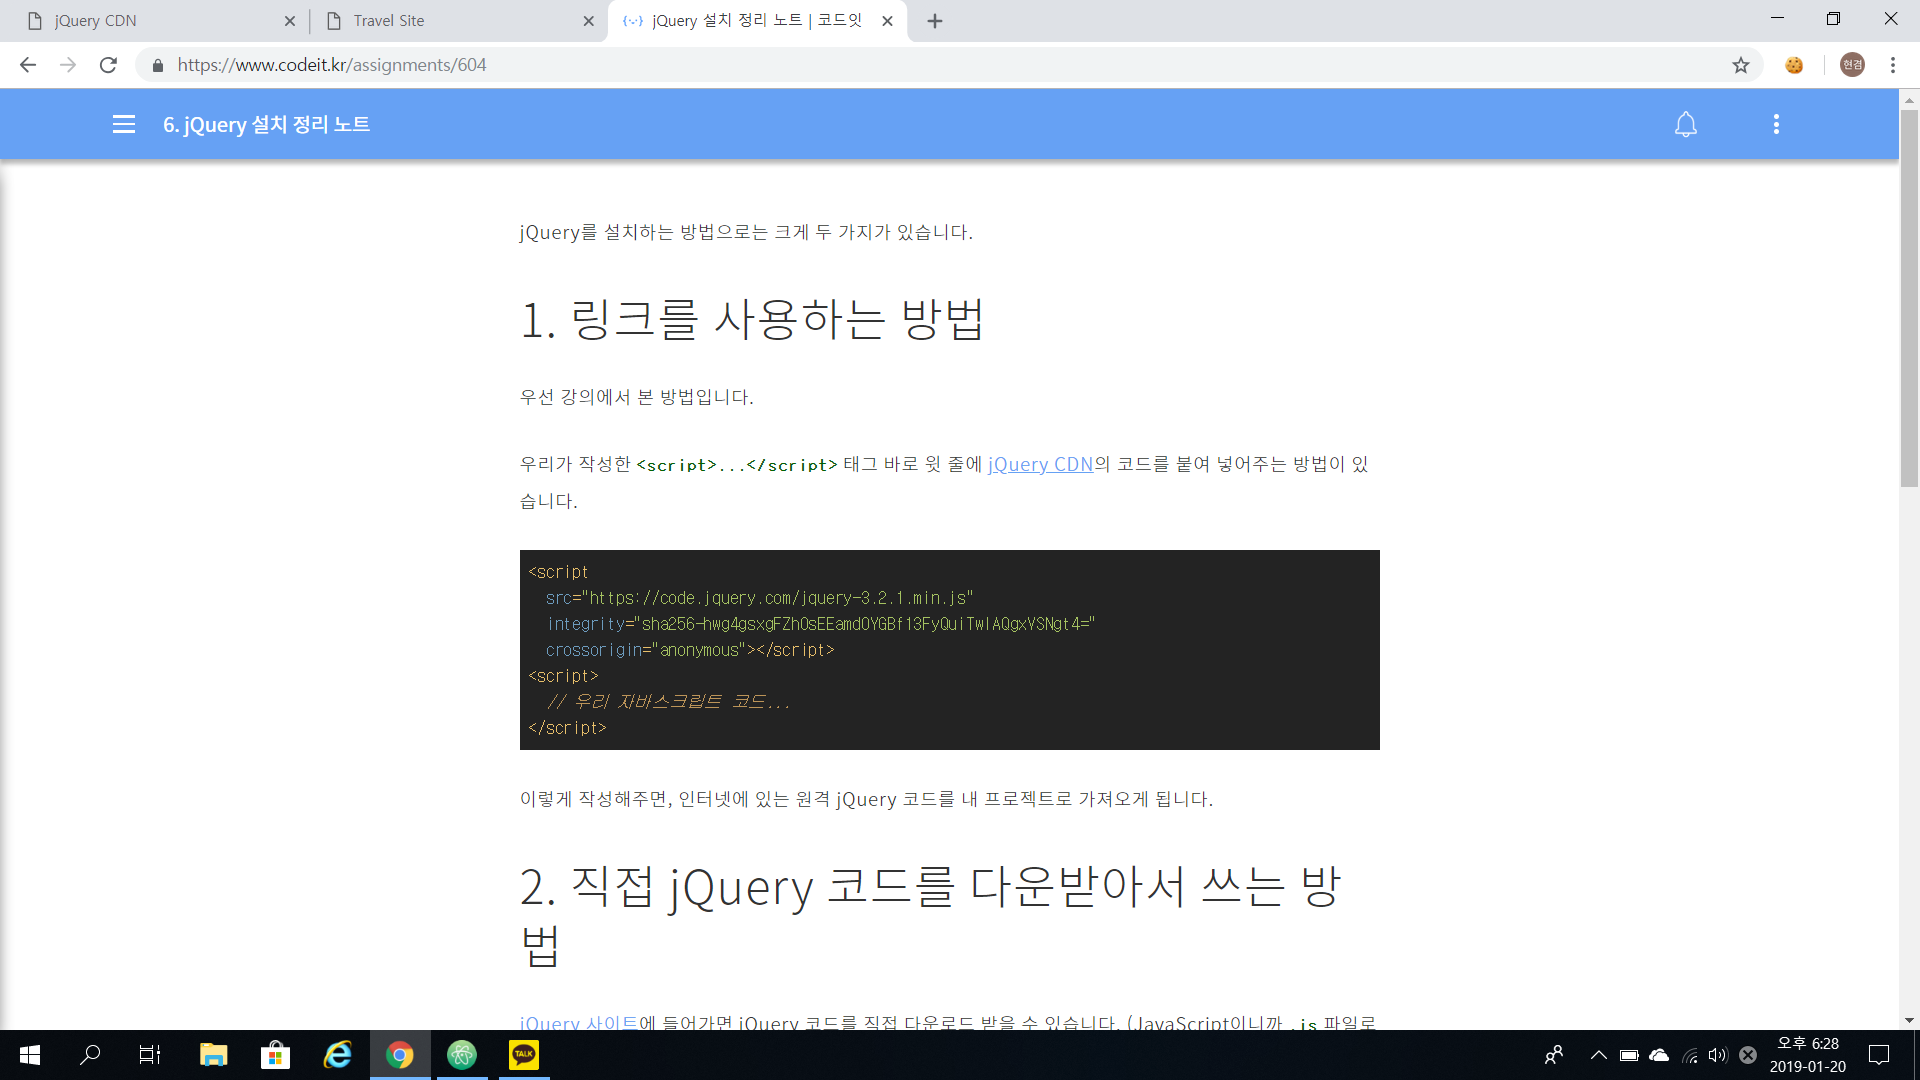 jQuery CDN
Travel Site
jQuery 설치 정리 노트 | 코드잇
https://www.codeit.kr/assignments/604
현겸
6. jQuery 설치 정리 노트
jQuery를 설치하는 방법으로는 크게 두 가지가 있습니다.
1. 링크를 사용하는 방법
우선 강의에서 본 방법입니다.
우리가 작성한 <script>...</script> 태그 바로 윗 줄에 jQuery CDN의 코드를 붙여 넣어주는 방법이 있
습니다.
<script
src="https://code.jquery.com/jquery-3.2.1.min.js"
integrity="sha256-hwg4gsxgFZhOsEEamdOYGBf13FyQuiTwlAQgxVSNgt4="
crossorigin="anonymous"></script>
<script>
// 우리 자바스크립트 코드...
</script>
이렇게 작성해주면, 인터넷에 있는 원격 jQuery 코드를 내 프로젝트로 가져오게 됩니다.
2. 직접 jQuery 코드를 다운받아서 쓰는 방
법
jQuery 사이트에 들어가면 jQuery 코드를 직접 다운로드 받을 수 있습니다. (JavaScript이니까 .js 파일로
TALK
오후 6:28
2019-01-20